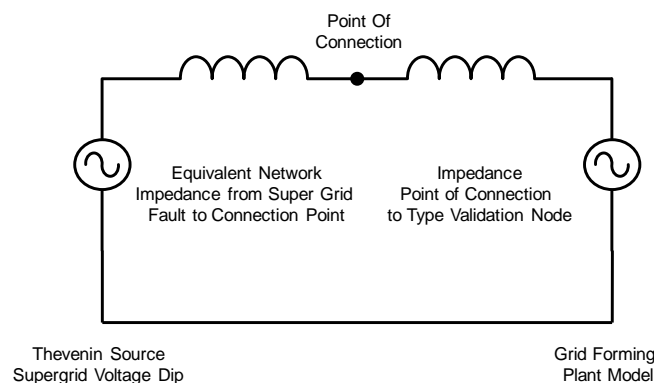 Point Of
Connection
Equivalent Network
Impedance from Super Grid
Fault to Connection Point
Impedance
Point of Connection
to Type Validation Node
Thevenin Source
Supergrid Voltage Dip
Grid Forming
Plant Model